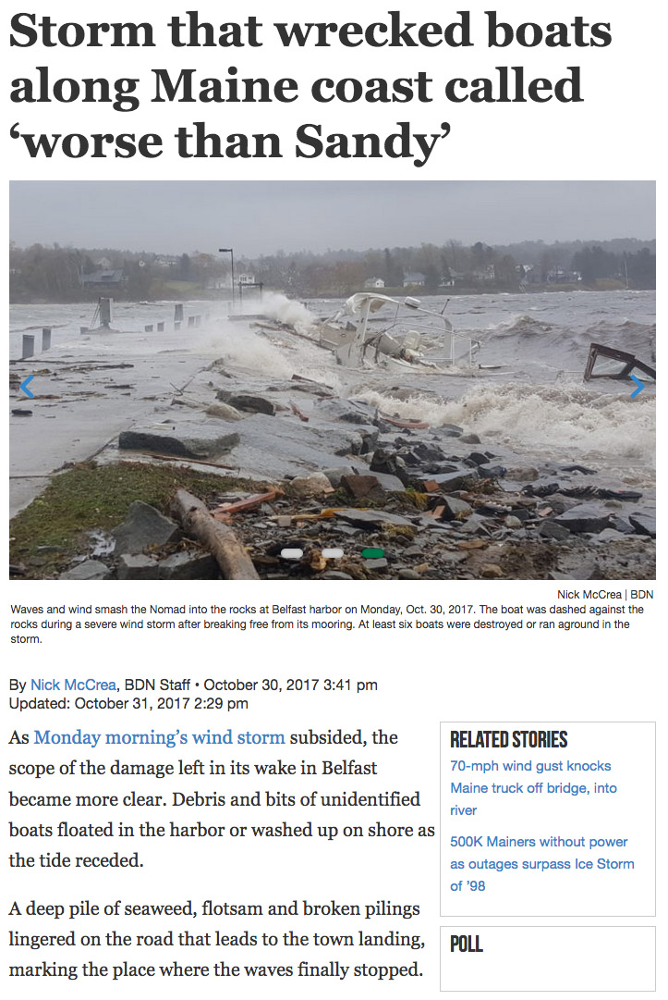 Storm that wrecked boats
along Maine coast called
‘worse than Sandy’
Nick McCrea | BDN
Waves and wind smash the Nomad into the rocks at Belfast harbor on Monday, Oct. 30, 2017. The boat was dashed against the
rocks during a severe wind storm after breaking free from its mooring. At least six boats were destroyed or ran aground in the
storm.
By Nick McCrea, BDN Staff • October 30, 2017 3:41 pm
Updated: October 31, 2017 2:29 pm
As Monday morning’s wind storm subsided, the
scope of the damage left in its wake in Belfast
became more clear. Debris and bits of unidentified
boats floated in the harbor or washed up on shore as
the tide receded.
A deep pile of seaweed, flotsam and broken pilings
lingered on the road that leads to the town landing,
marking the place where the waves finally stopped.
RELATED STORIES
70-mph wind gust knocks
Maine truck off bridge, into
river
500K Mainers without power
as outages surpass Ice Storm
of ’98
POLL